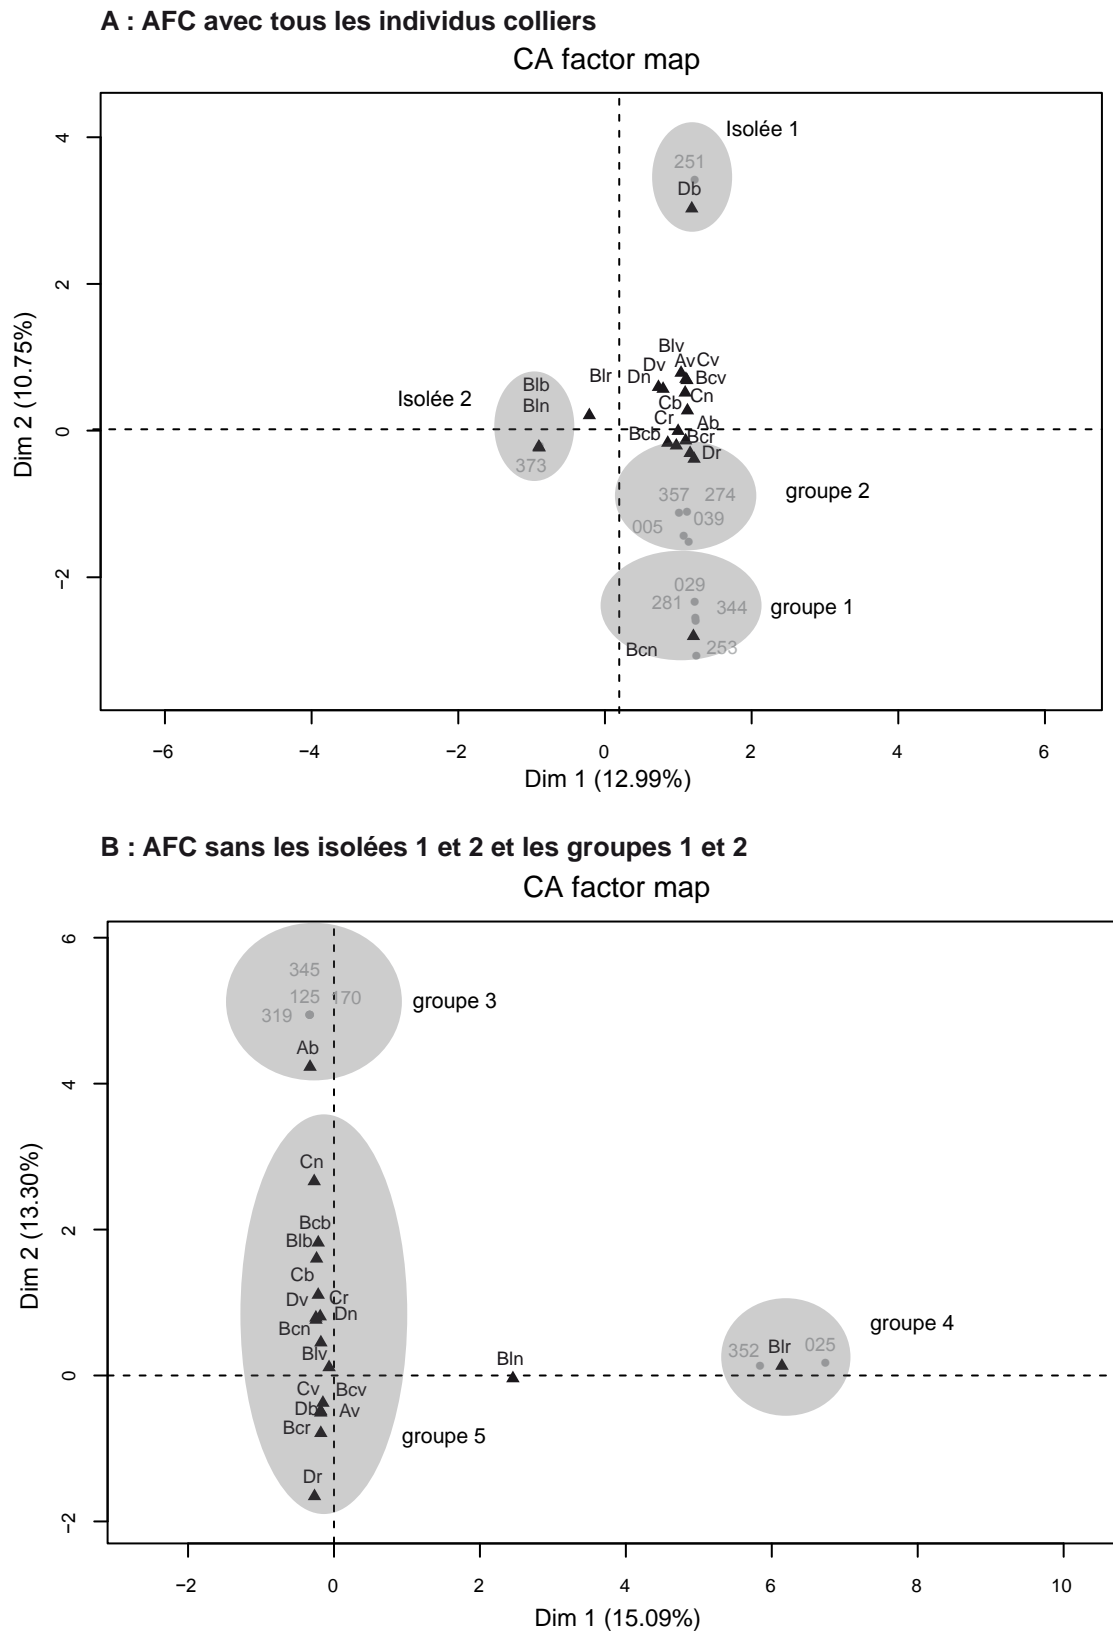 A : AFC avec tous les individus colliers
CA factor map
Isolée 1
251
Db
4
2
0
−2
Dim 2 (10.75%)
Blv
Dv Av Cv
Blr Dn Bcv
Cb Cn
Cr Ab
Bcb Bcr
Dr
Isolée 2
Blb
Bln
373
357 274
005 039
groupe 2
029
281 344
groupe 1
Bcn 253
−6 −4 −2 0 2 4 6
Dim 1 (12.99%)
B : AFC sans les isolées 1 et 2 et les groupes 1 et 2
CA factor map
6
4
2
0
−2
Dim 2 (13.30%)
345
125 170
319
groupe 3
Ab
Cn
Bcb
Blb
Cb
Dv Cr
Dn
Bcn
Blv
Cv Bcv
Db Av
Bcr
groupe 5
Dr
Bln
groupe 4
352 Blr 025
−2 0 2 4 6 8 10
Dim 1 (15.09%)